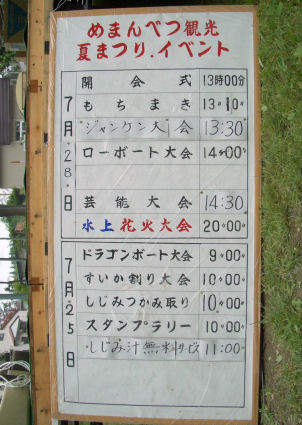 めまんべつ観光
夏まつり.イベント
7月28日
開会式 13時00分
もちまき 13〃10〃
〃ジャンケン大〃会 13:30
ローボート大会 14〃00〃
芸能大会 14:30
水上花火大会 20〃00〃
7月25日
ドラゴンボート大会 9〃00〃
すいか割り大会 10〃00〃
しじみつかみ取り 10〃00〃
スタンプラリー 10〃00〃
しじみ汁無料サービス 11:00